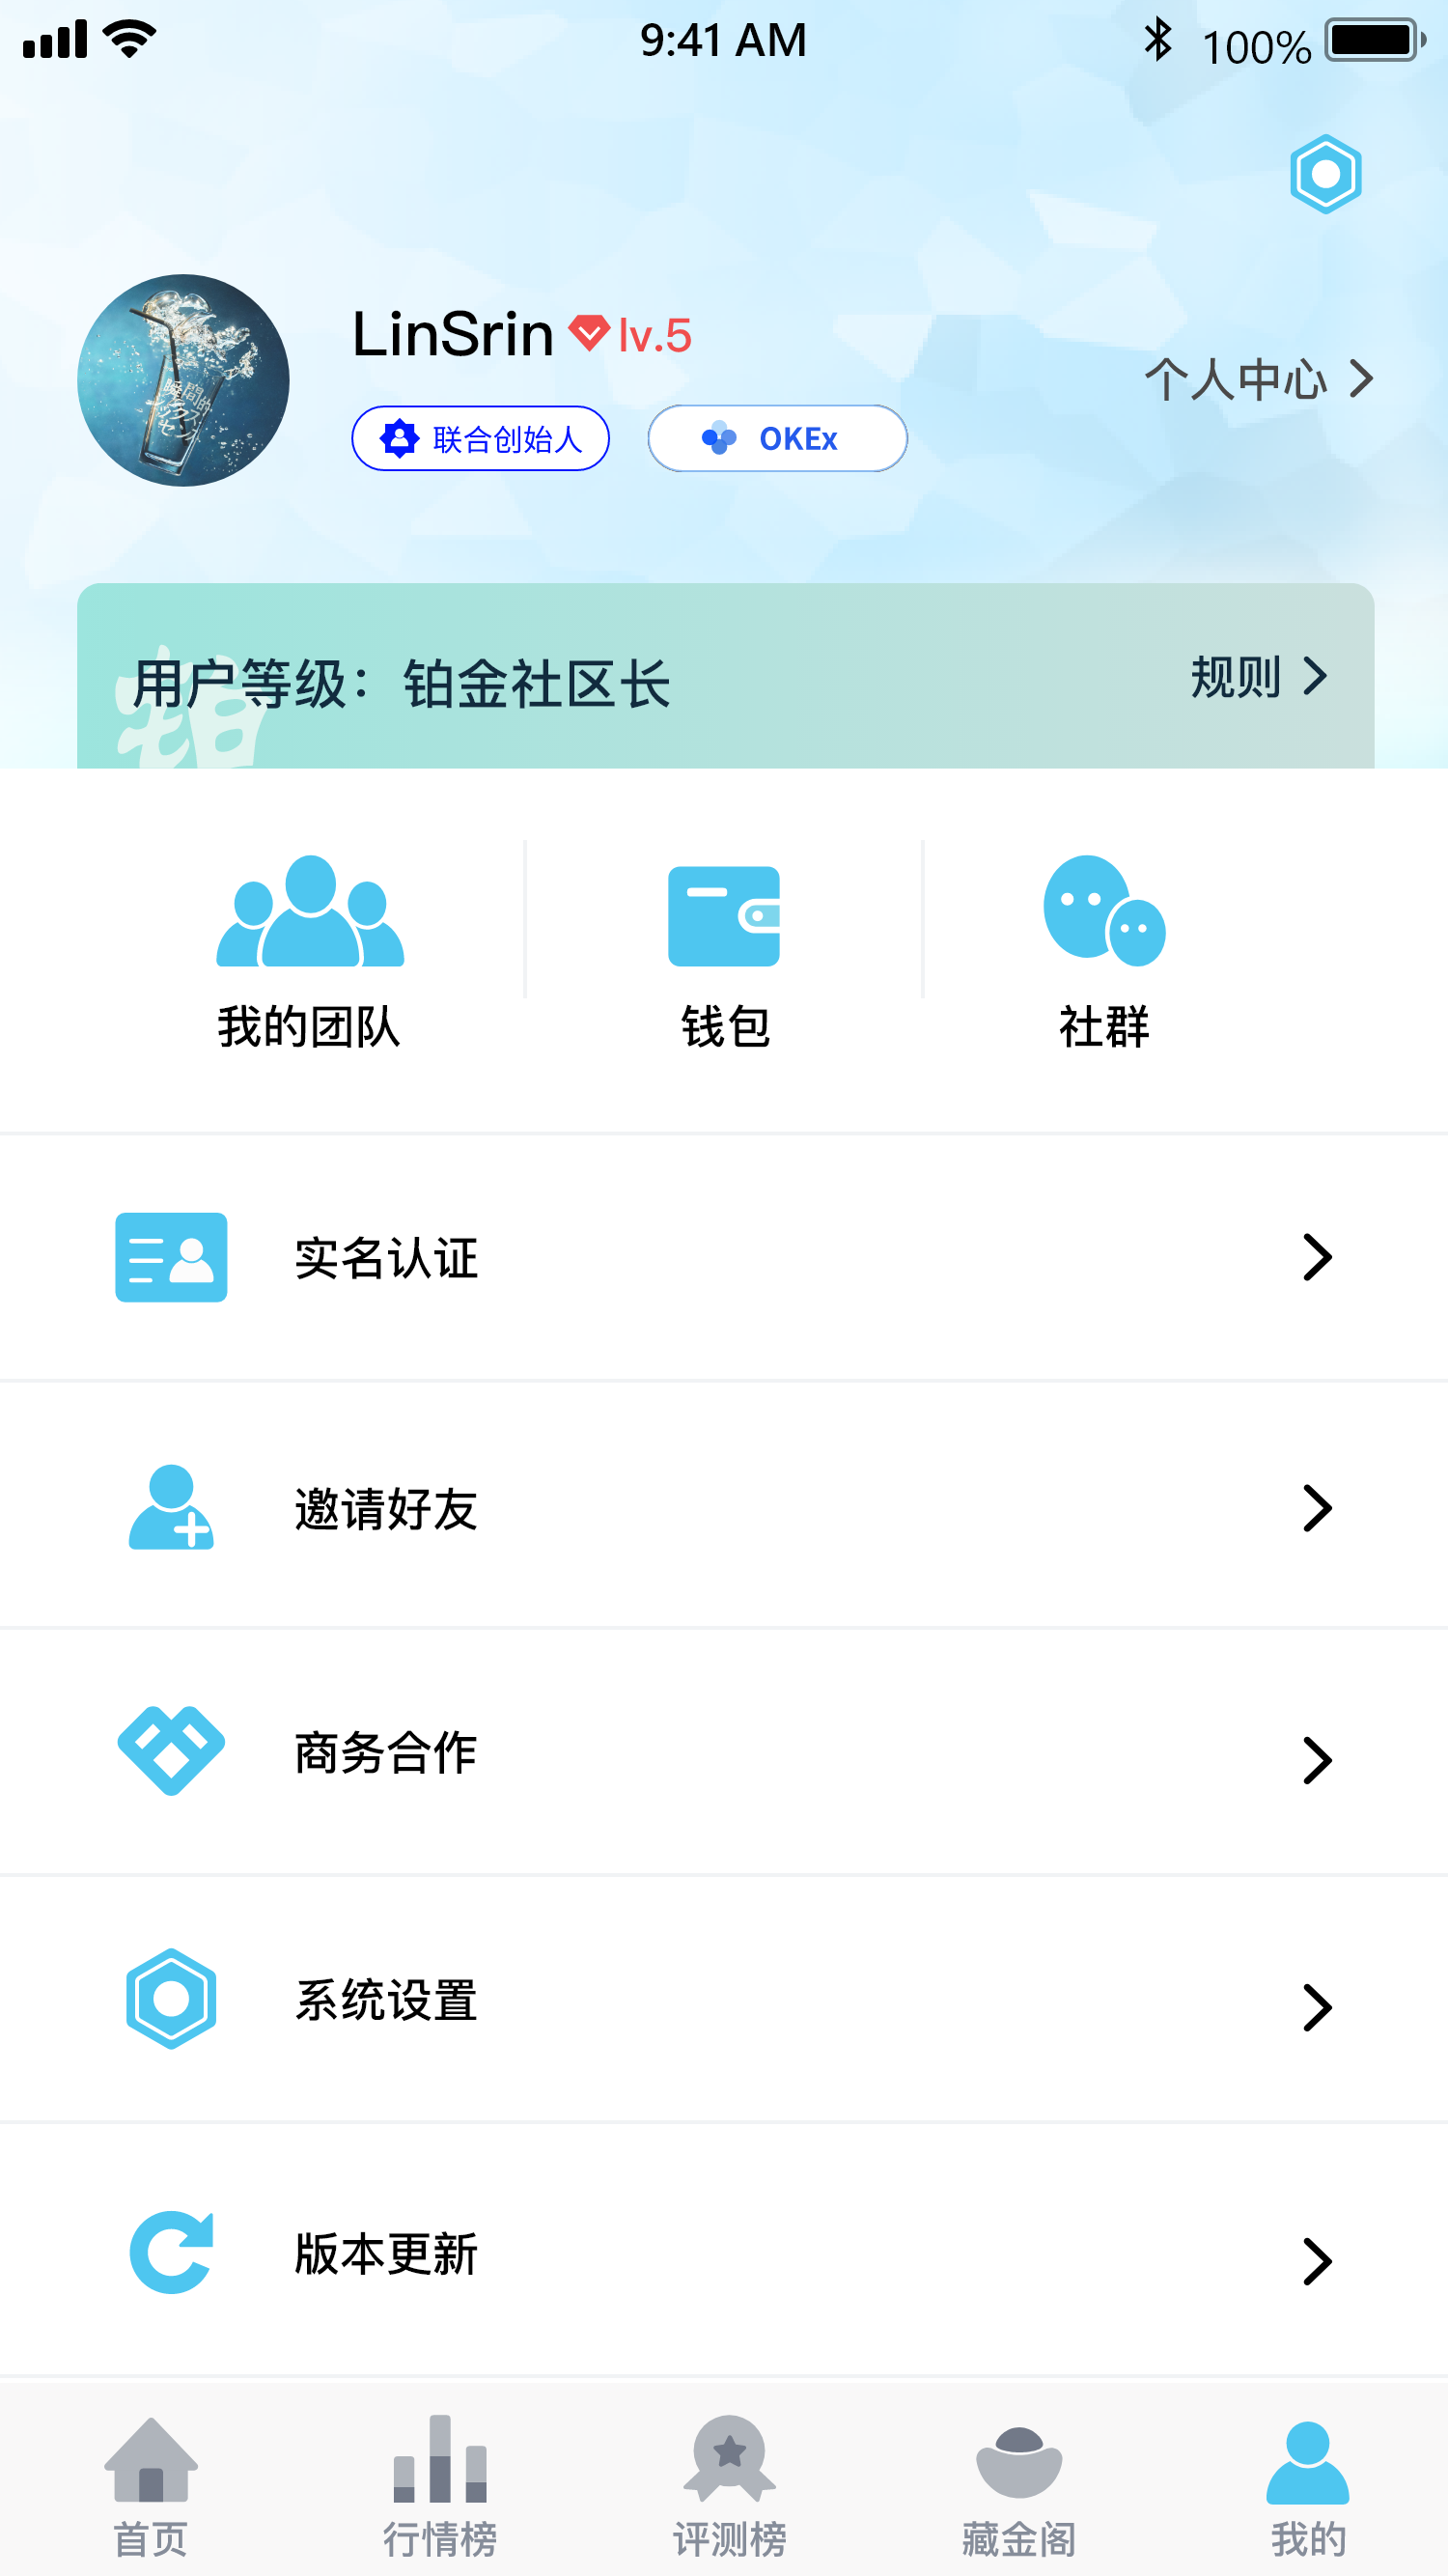 9:41 AM
100%
LinSrin lv.5
联合创始人 OKEx
个人中心
用户等级：铂金社区长
规则
铂
我的团队 钱包 社群
实名认证
邀请好友
商务合作
系统设置
版本更新
首页 行情榜 评测榜 藏金阁 我的